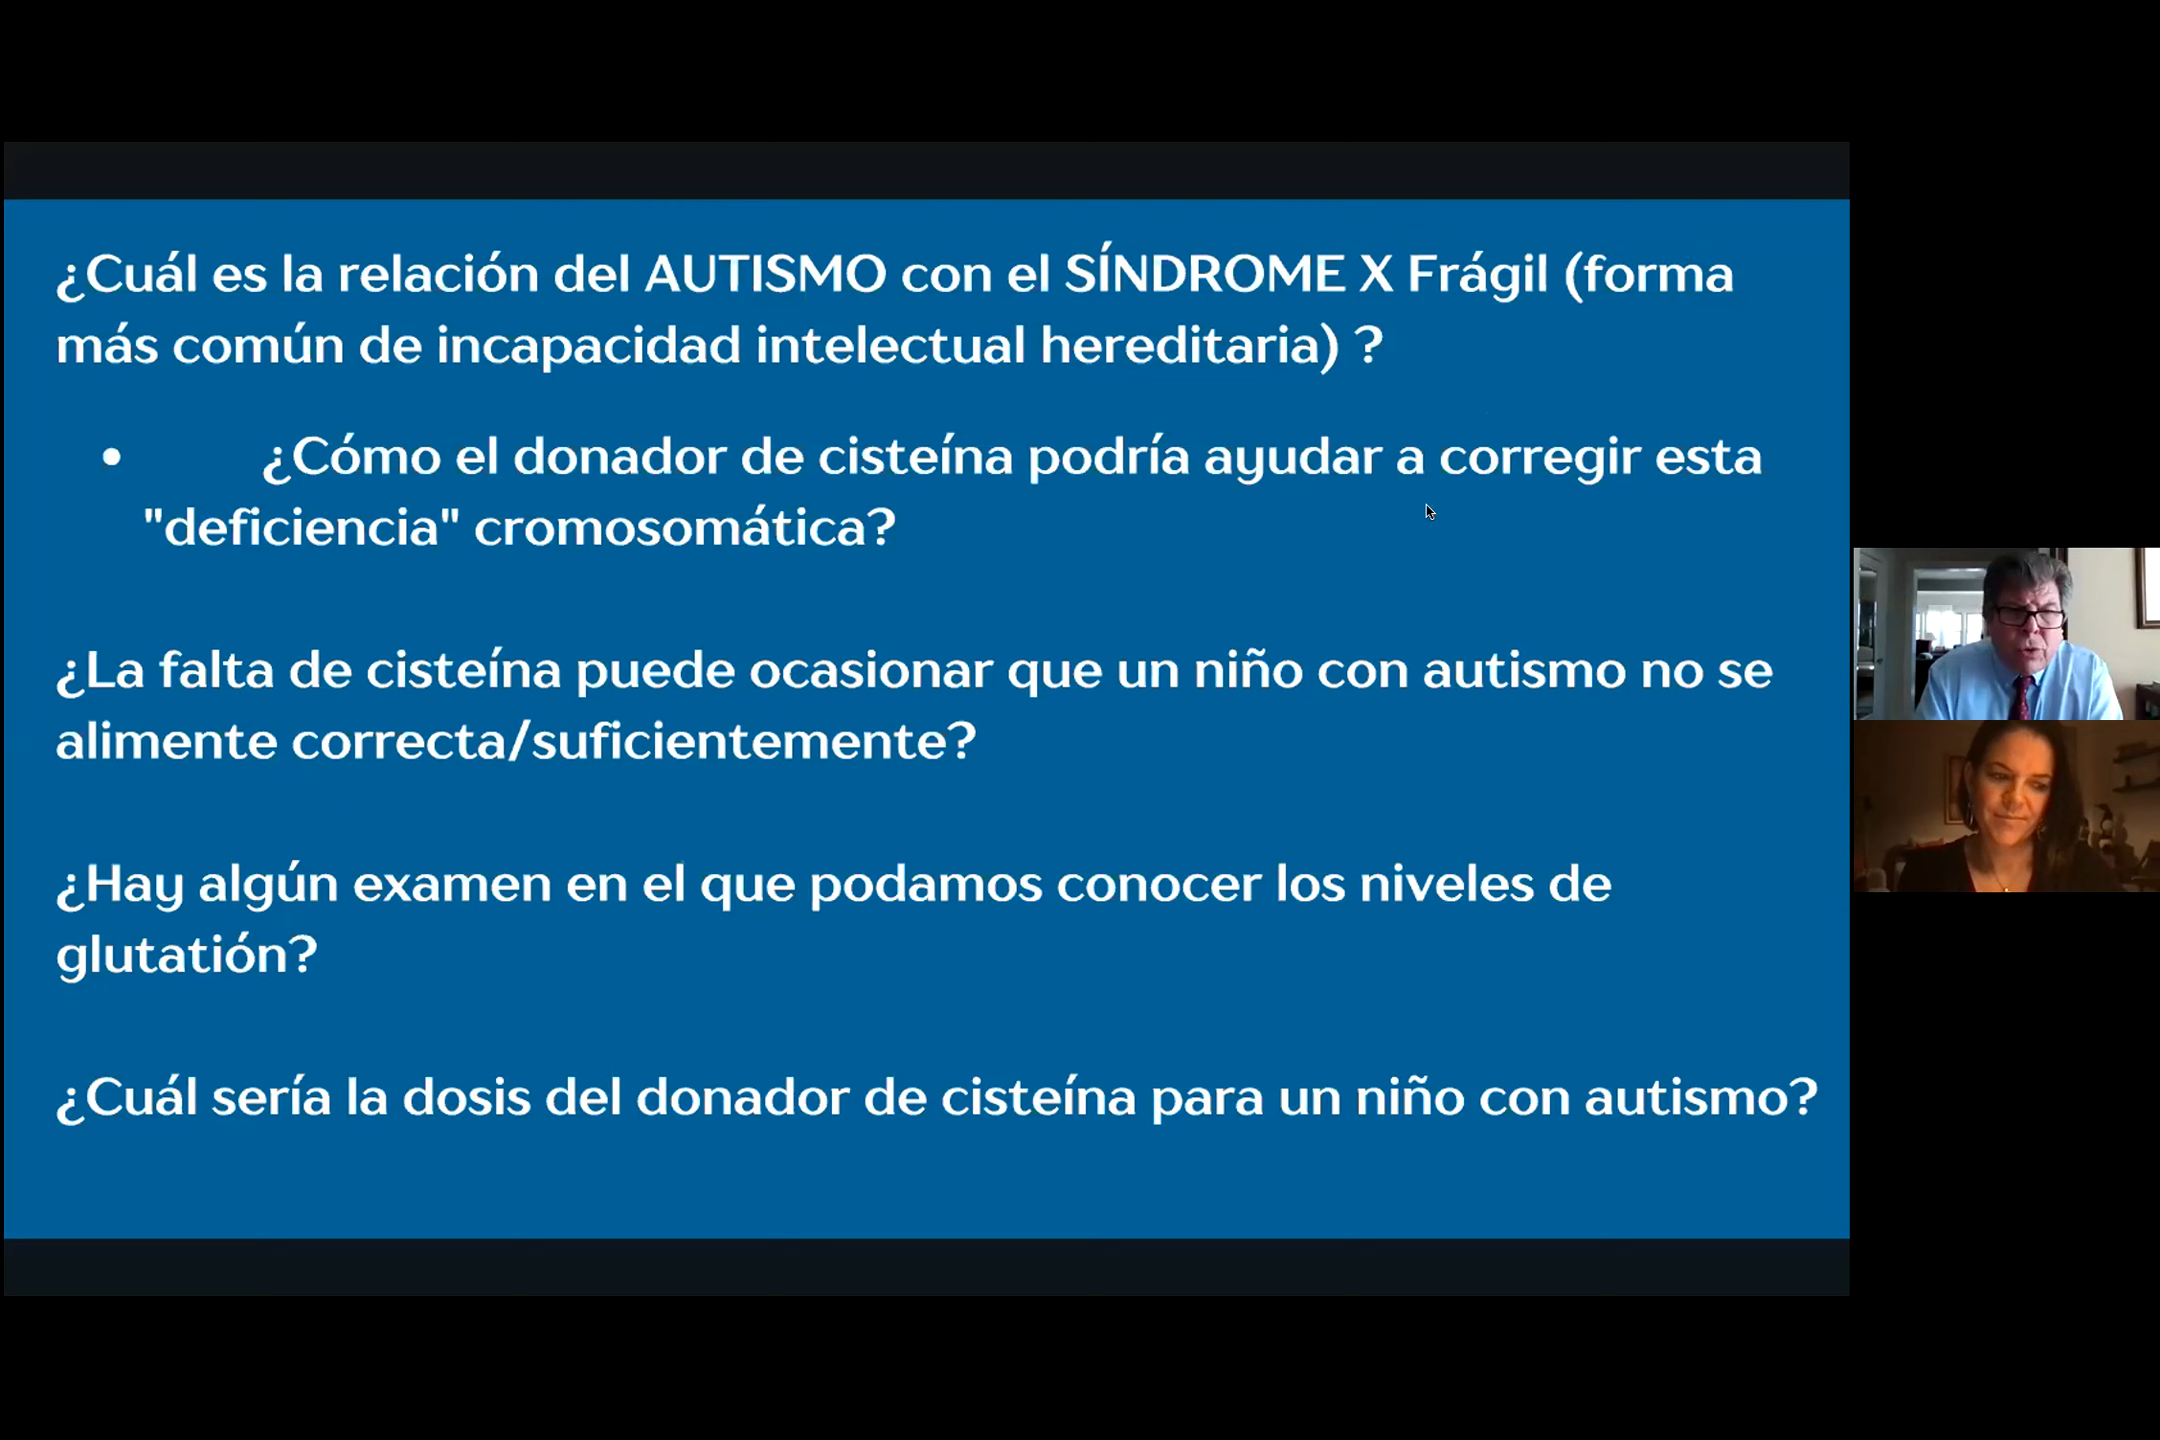 ¿Cuál es la relación del AUTISMO con el SÍNDROME X Frágil (forma
más común de incapacidad intelectual hereditaria) ?
• ¿Cómo el donador de cisteína podría ayudar a corregir esta
"deficiencia" cromosomática?
¿La falta de cisteína puede ocasionar que un niño con autismo no se
alimente correcta/suficientemente?
¿Hay algún examen en el que podamos conocer los niveles de
glutatión?
¿Cuál sería la dosis del donador de cisteína para un niño con autismo?